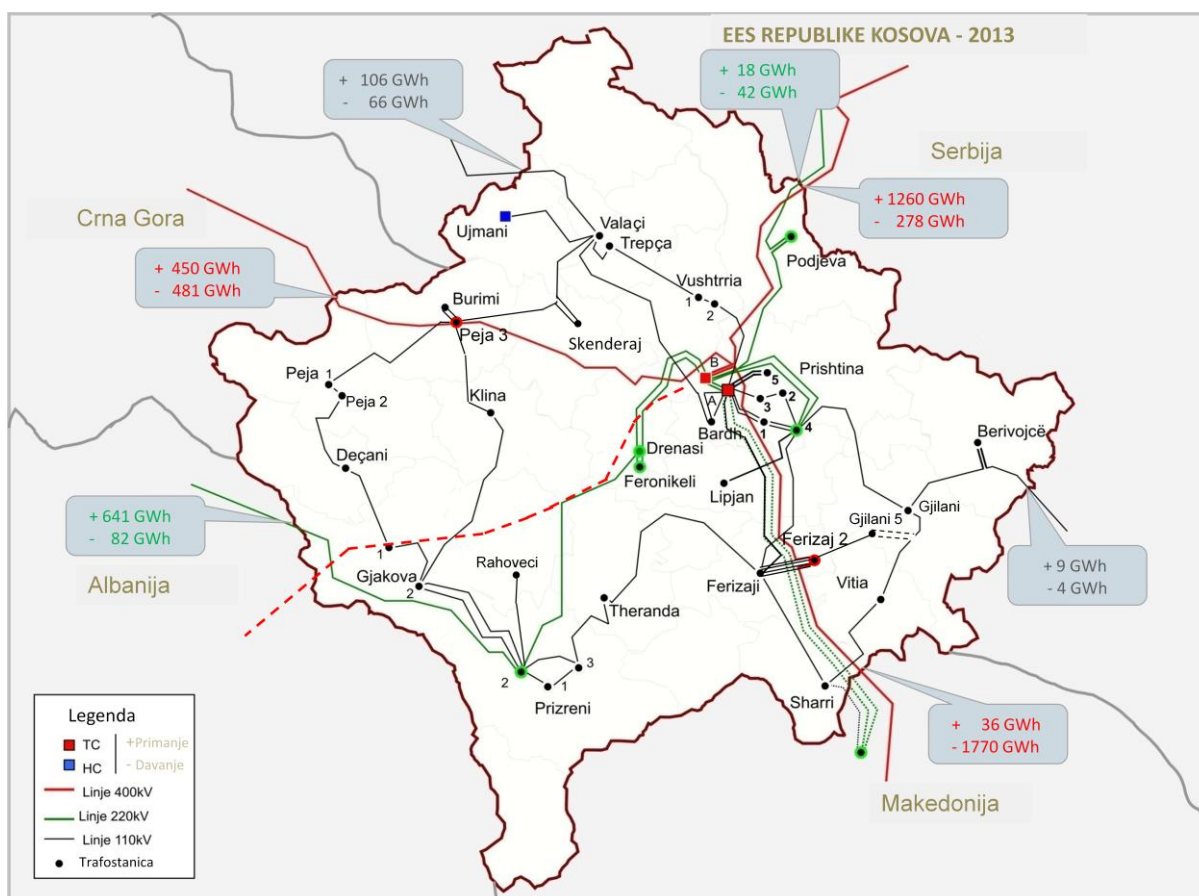 EES REPUBLIKE KOSOVA - 2013
+ 106 GWh
- 66 GWh
+ 18 GWh
- 42 GWh
Serbija
+ 1260 GWh
- 278 GWh
Crna Gora
+ 450 GWh
- 481 GWh
Ujmani
Valaçi
Trepça
Podjeva
Vushtrria
1
2
Burimi
Peja 3
Skenderaj
B
A
Prishtina
5
2
3
1
4
Peja
1
Peja 2
Klina
Bardh
Berivojcë
Drenasi
Feronikeli
Deçani
Lipjan
Gjilani
Gjilani 5
+ 641 GWh
- 82 GWh
Ferizaj 2
1
Gjakova
2
Rahoveci
Ferizaji
Vitia
+ 9 GWh
- 4 GWh
Albanija
Theranda
3
2
1
Prizreni
Sharri
+ 36 GWh
- 1770 GWh
Makedonija
Legenda
TC
+Primanje
HC
- Davanje
Linje 400kV
Linje 220kV
Linje 110kV
Trafostanica